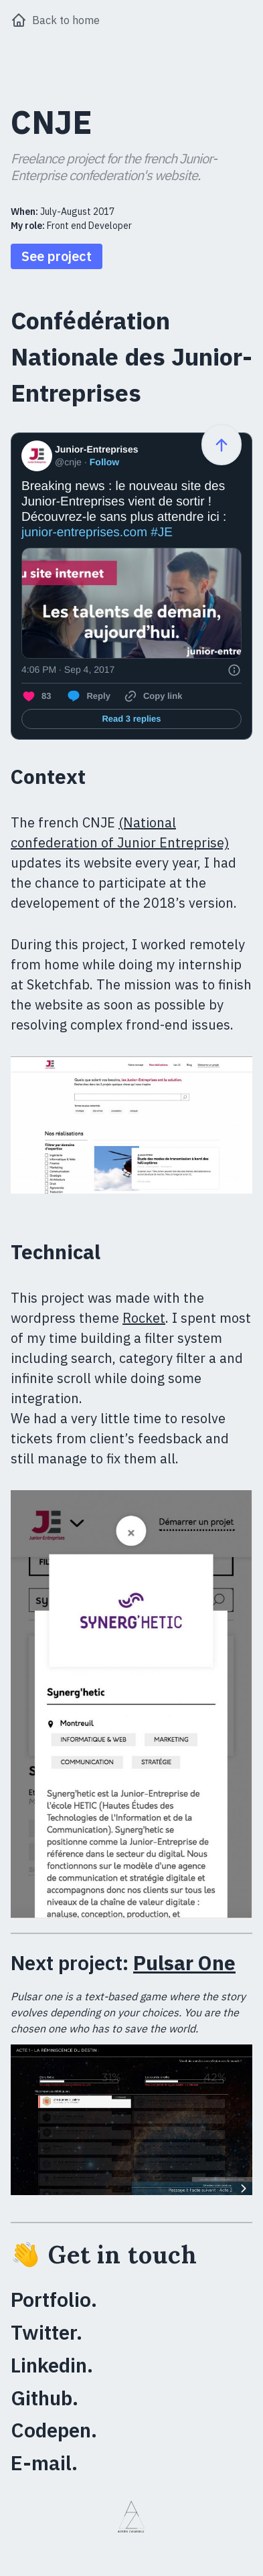 Back to home
CNJE
Freelance project for the french Junior-
Enterprise confederation's website.
When: July-August 2017
My role: Front end Developer
See project
Confédération
Nationale des Junior-
Entreprises
Junior-Entreprises
@cnje · Follow
Breaking news : le nouveau site des
Junior-Entreprises vient de sortir !
Découvrez-le sans plus attendre ici :
junior-entreprises.com #JE
u site internet
Les talents de demain,
aujourd'hui.
junior-entre
4:06 PM · Sep 4, 2017
83 Reply Copy link
Read 3 replies
Context
The french CNJE (National
confederation of Junior Entreprise)
updates its website every year, I had
the chance to participate at the
developement of the 2018's version.
During this project, I worked remotely
from home while doing my internship
at Sketchfab. The mission was to finish
the website as soon as possible by
resolving complex frond-end issues.
Nos réalisations
Technical
This project was made with the
wordpress theme Rocket. I spent most
of my time building a filter system
including search, category filter a and
infinite scroll while doing some
integration.
We had a very little time to resolve
tickets from client's feedback and
still manage to fix them all.
Démarrer un projet
×
SYNERG'HETIC
Synerg'hetic
Montreuil
INFORMATIQUE & WEB MARKETING
COMMUNICATION STRATÉGIE
Synerg'hetic est la Junior-Entreprise de
l'école HETIC (Hautes Études des
Technologies de l'Information et de la
Communication). Synerg'hetic se
positionne comme la Junior-Entreprise de
référence dans le secteur du digital. Nous
fonctionnons sur le modèle d'une agence
de communication et stratégie digitale et
accompagnons donc nos clients sur tous les
niveaux de la chaîne de valeur digitale :
analyse, conception, production, et
Next project: Pulsar One
Pulsar one is a text-based game where the story
evolves depending on your choices. You are the
chosen one who has to save the world.
ACTE 1 - LA RÉMINISCENCE DU DESTIN
31% 42%
👋 Get in touch
Portfolio.
Twitter.
Linkedin.
Github.
Codepen.
E-mail.